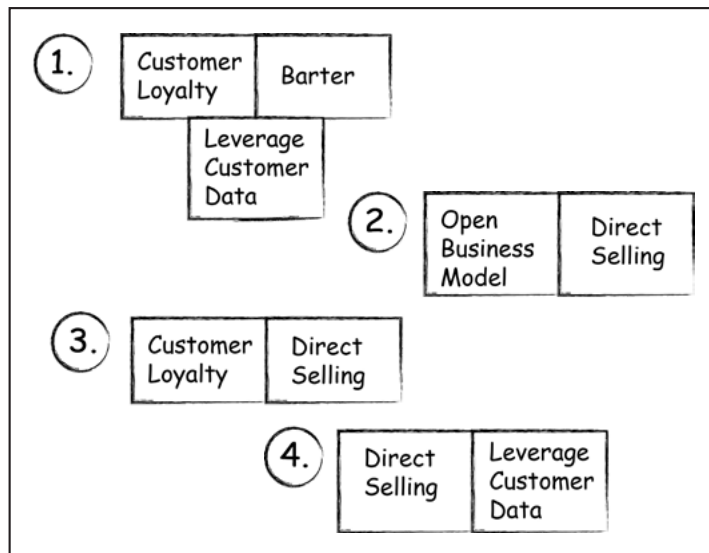 1.
Customer
Loyalty
Barter
Leverage
Customer
Data
2.
Open
Business
Model
Direct
Selling
3.
Customer
Loyalty
Direct
Selling
4.
Direct
Selling
Leverage
Customer
Data